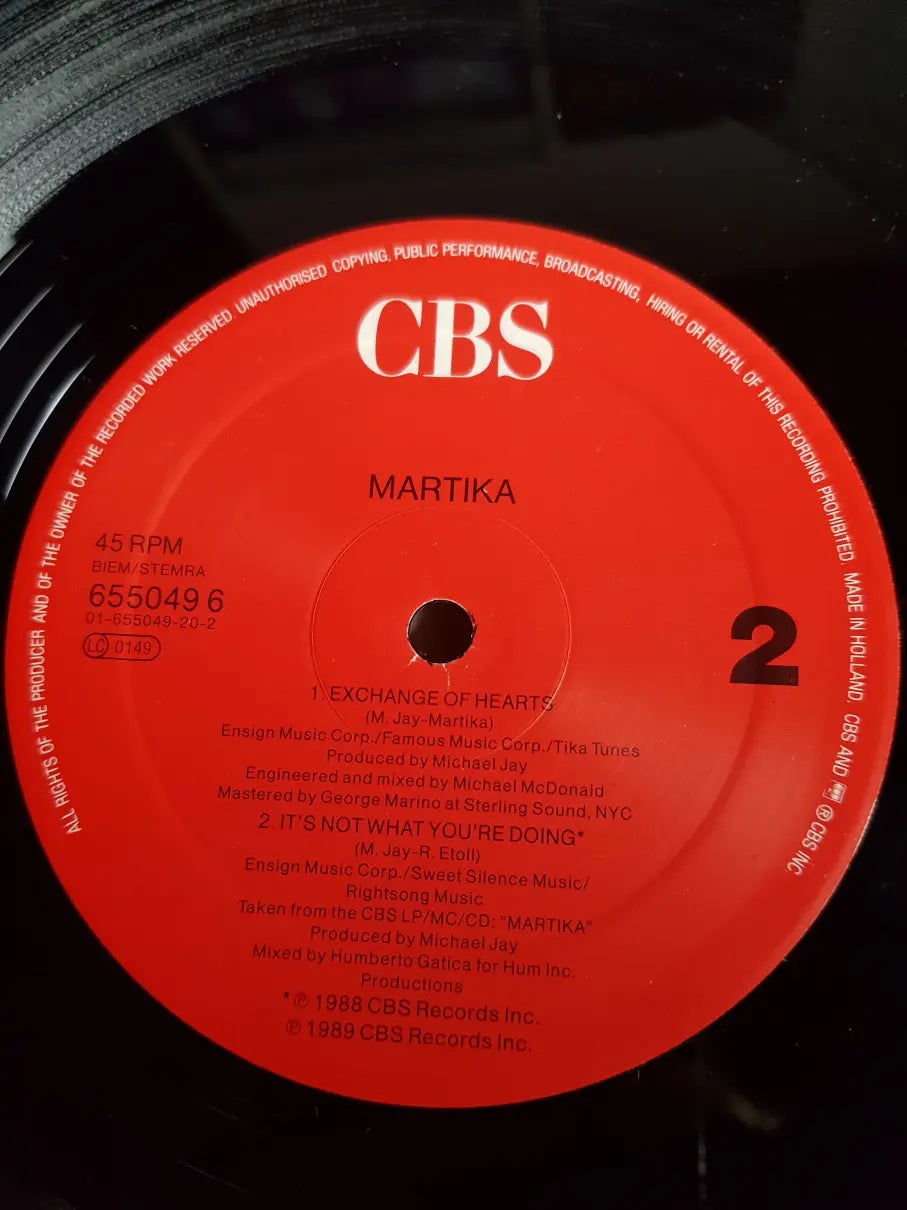 ALL RIGHTS OF THE PRODUCER AND OF THE OWNER OF THE RECORDED WORK RESERVED. UNAUTHORISED COPYING, PUBLIC PERFORMANCE, BROADCASTING, HIRING OR RENTAL OF THIS RECORDING PROHIBITED. MADE IN HOLLAND. CBS AND ® CBS INC
CBS
MARTIKA
45 RPM
BIEM/STEMRA
655049 6
01-655049-20-2
LC 0149
2
1. EXCHANGE OF HEARTS
(M. Jay-Martika)
Ensign Music Corp./Famous Music Corp./Tika Tunes
Produced by Michael Jay
Engineered and mixed by Michael McDonald
Mastered by George Marino at Sterling Sound, NYC
2. IT'S NOT WHAT YOU'RE DOING*
(M. Jay-R. Etoll)
Ensign Music Corp./Sweet Silence Music/
Rightsong Music
Taken from the CBS LP/MC/CD: "MARTIKA"
Produced by Michael Jay
Mixed by Humberto Gatica for Hum Inc.
Productions
*℗ 1988 CBS Records Inc.
℗ 1989 CBS Records Inc.